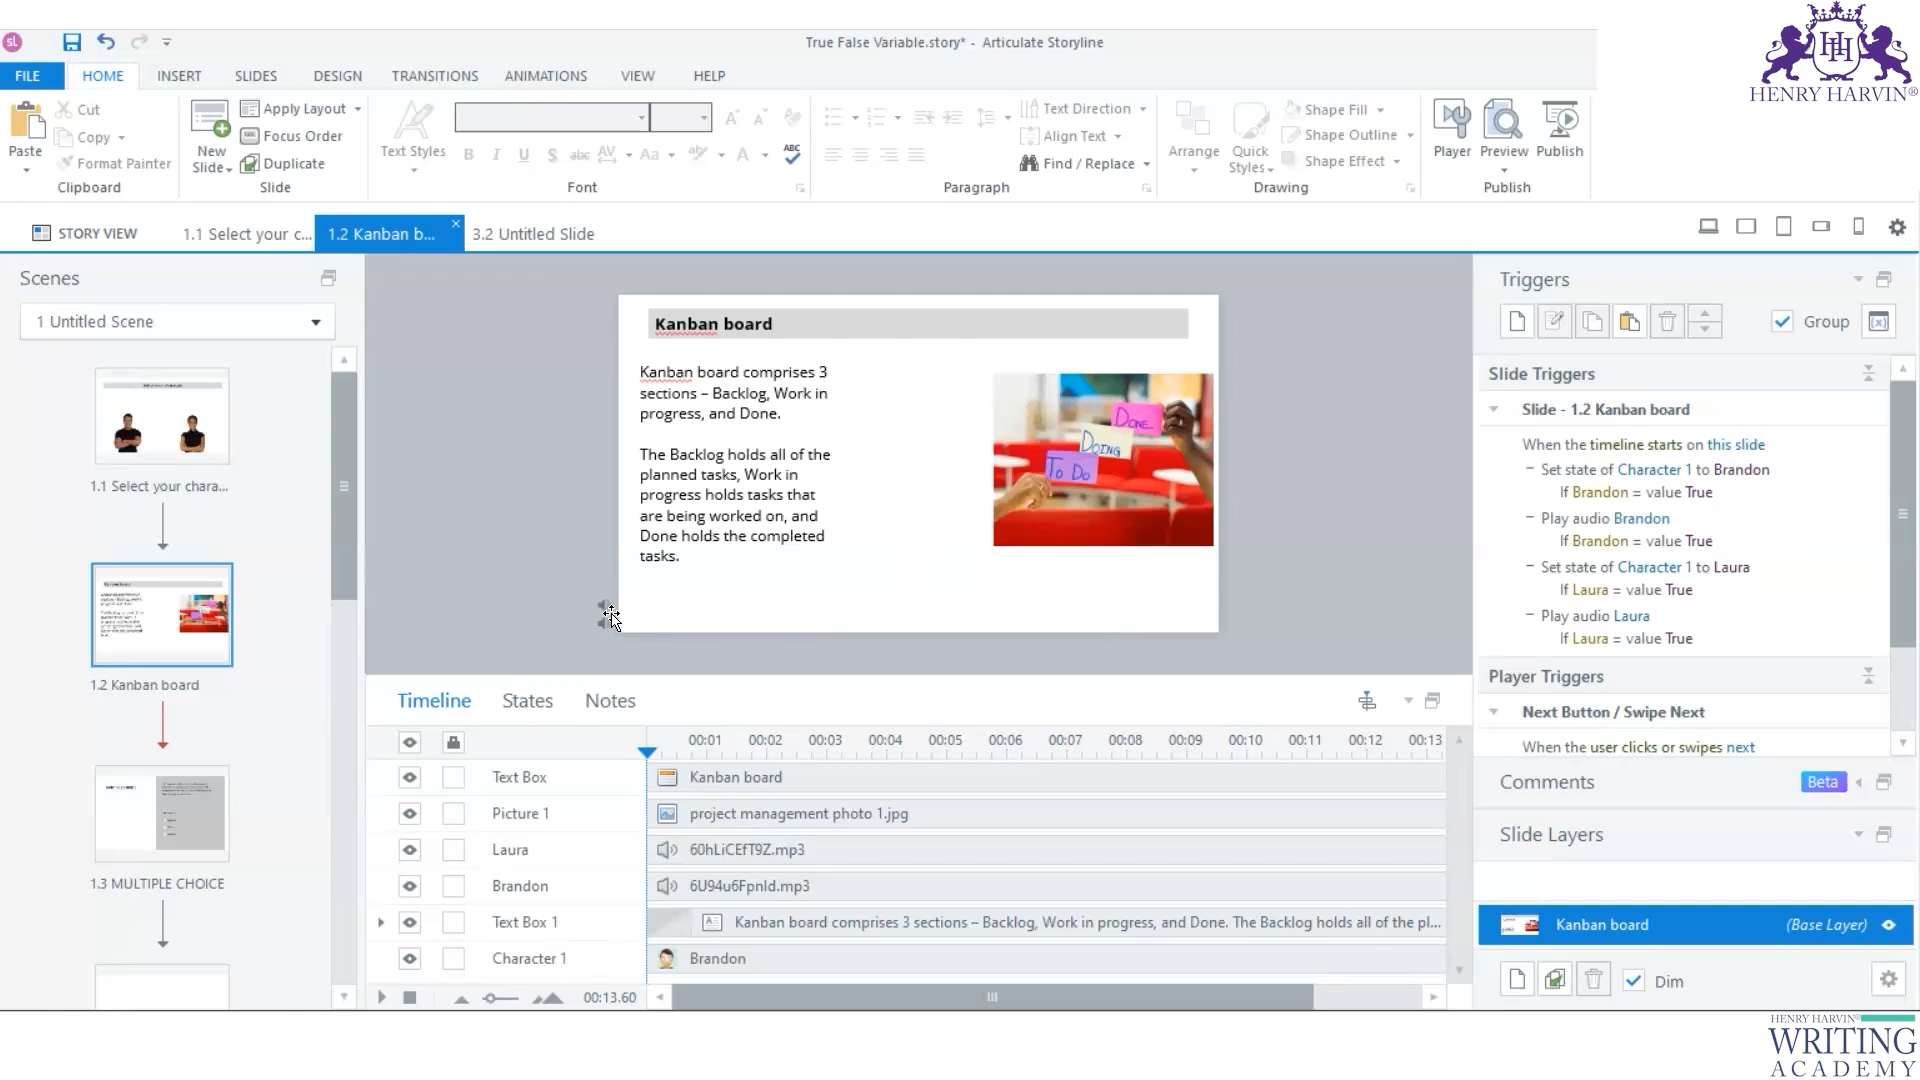 True False Variable.story* - Articulate Storyline
HENRY HARVIN®
FILE HOME INSERT SLIDES DESIGN TRANSITIONS ANIMATIONS VIEW HELP
Paste
Cut
Copy
Format Painter
Clipboard
New Slide
Apply Layout
Focus Order
Duplicate
Slide
Text Styles
Font
Text Direction
Align Text
Find / Replace
Paragraph
Arrange
Quick Styles
Shape Fill
Shape Outline
Shape Effect
Drawing
Player
Preview
Publish
Publish
STORY VIEW
1.1 Select your c...
1.2 Kanban b...
3.2 Untitled Slide
Scenes
1 Untitled Scene
1.1 Select your chara...
1.2 Kanban board
1.3 MULTIPLE CHOICE
Kanban board
Kanban board comprises 3
sections – Backlog, Work in
progress, and Done.
The Backlog holds all of the
planned tasks, Work in
progress holds tasks that
are being worked on, and
Done holds the completed
tasks.
DONE
DOING
To Do
Timeline States Notes
00:01 00:02 00:03 00:04 00:05 00:06 00:07 00:08 00:09 00:10 00:11 00:12 00:13
Text Box Kanban board
Picture 1 project management photo 1.jpg
Laura 60hLiCEfT9Z.mp3
Brandon 6U94u6Fpnld.mp3
Text Box 1 Kanban board comprises 3 sections – Backlog, Work in progress, and Done. The Backlog holds all of the pl...
Character 1 Brandon
00:13.60
Triggers
Group
Slide Triggers
Slide - 1.2 Kanban board
When the timeline starts on this slide
– Set state of Character 1 to Brandon
If Brandon = value True
– Play audio Brandon
If Brandon = value True
– Set state of Character 1 to Laura
If Laura = value True
– Play audio Laura
If Laura = value True
Player Triggers
Next Button / Swipe Next
When the user clicks or swipes next
Comments Beta
Slide Layers
Kanban board (Base Layer)
Dim
HENRY HARVIN®
WRITING
ACADEMY